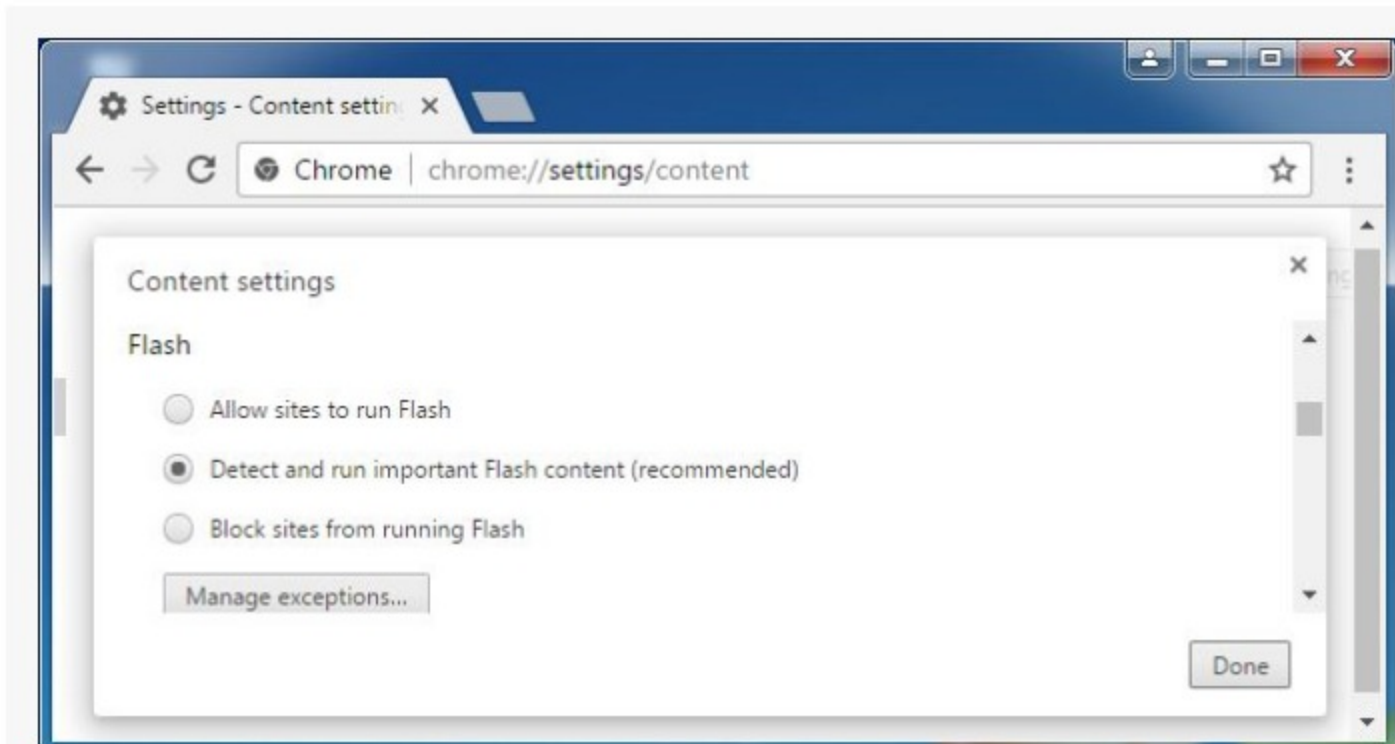 Settings - Content settin
Chrome | chrome://settings/content
Content settings
Flash
Allow sites to run Flash
Detect and run important Flash content (recommended)
Block sites from running Flash
Manage exceptions...
Done